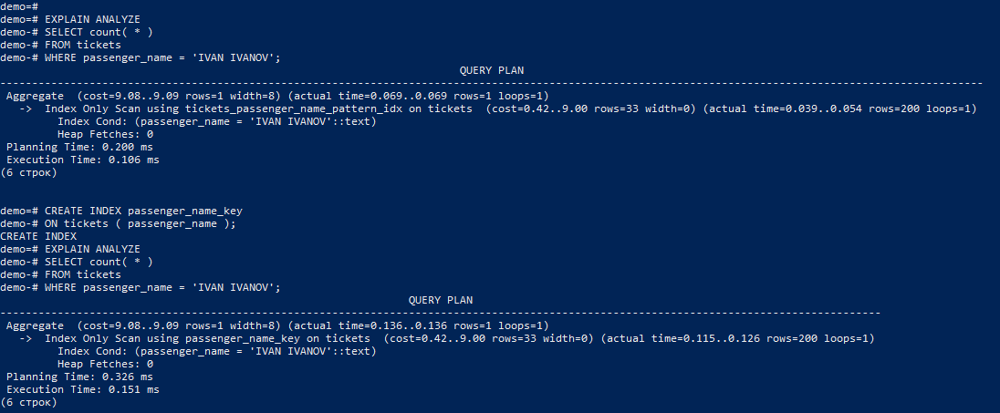 demo=#
demo=# EXPLAIN ANALYZE
demo-# SELECT count( * )
demo-# FROM tickets
demo-# WHERE passenger_name = 'IVAN IVANOV';
QUERY PLAN
-----------------------------------------------------------------------------------------------------------------------------------------------------------
Aggregate  (cost=9.08..9.09 rows=1 width=8) (actual time=0.069..0.069 rows=1 loops=1)
->  Index Only Scan using tickets_passenger_name_pattern_idx on tickets  (cost=0.42..9.00 rows=33 width=0) (actual time=0.039..0.054 rows=200 loops=1)
Index Cond: (passenger_name = 'IVAN IVANOV'::text)
Heap Fetches: 0
Planning Time: 0.200 ms
Execution Time: 0.106 ms
(6 строк)
demo=# CREATE INDEX passenger_name_key
demo-# ON tickets ( passenger_name );
CREATE INDEX
demo=# EXPLAIN ANALYZE
demo-# SELECT count( * )
demo-# FROM tickets
demo-# WHERE passenger_name = 'IVAN IVANOV';
QUERY PLAN
-------------------------------------------------------------------------------------------------------------------------------------------
Aggregate  (cost=9.08..9.09 rows=1 width=8) (actual time=0.136..0.136 rows=1 loops=1)
->  Index Only Scan using passenger_name_key on tickets  (cost=0.42..9.00 rows=33 width=0) (actual time=0.115..0.126 rows=200 loops=1)
Index Cond: (passenger_name = 'IVAN IVANOV'::text)
Heap Fetches: 0
Planning Time: 0.326 ms
Execution Time: 0.151 ms
(6 строк)